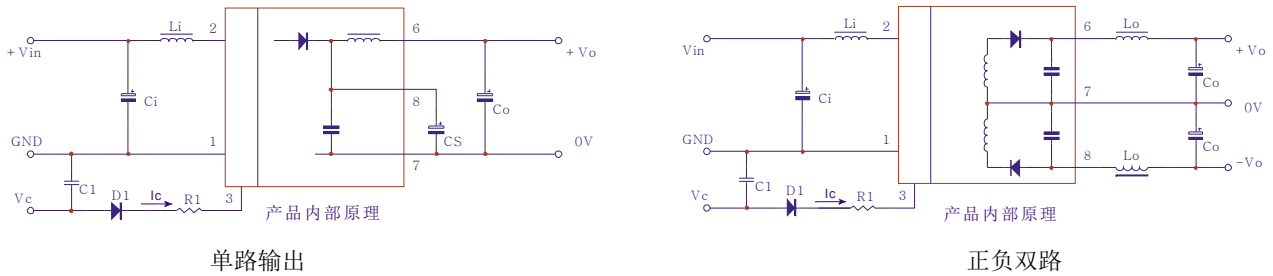 Li
2
6
+Vin
+Vo
Ci
8
Co
CS
GND
1
0V
7
C1
Vc
D1
Ic
R1
3
产品内部原理
单路输出
Li
2
6
Lo
Vin
+Vo
Ci
Co
7
0V
GND
1
Co
8
Lo
-Vo
C1
Vc
D1
Ic
R1
3
产品内部原理
正负双路